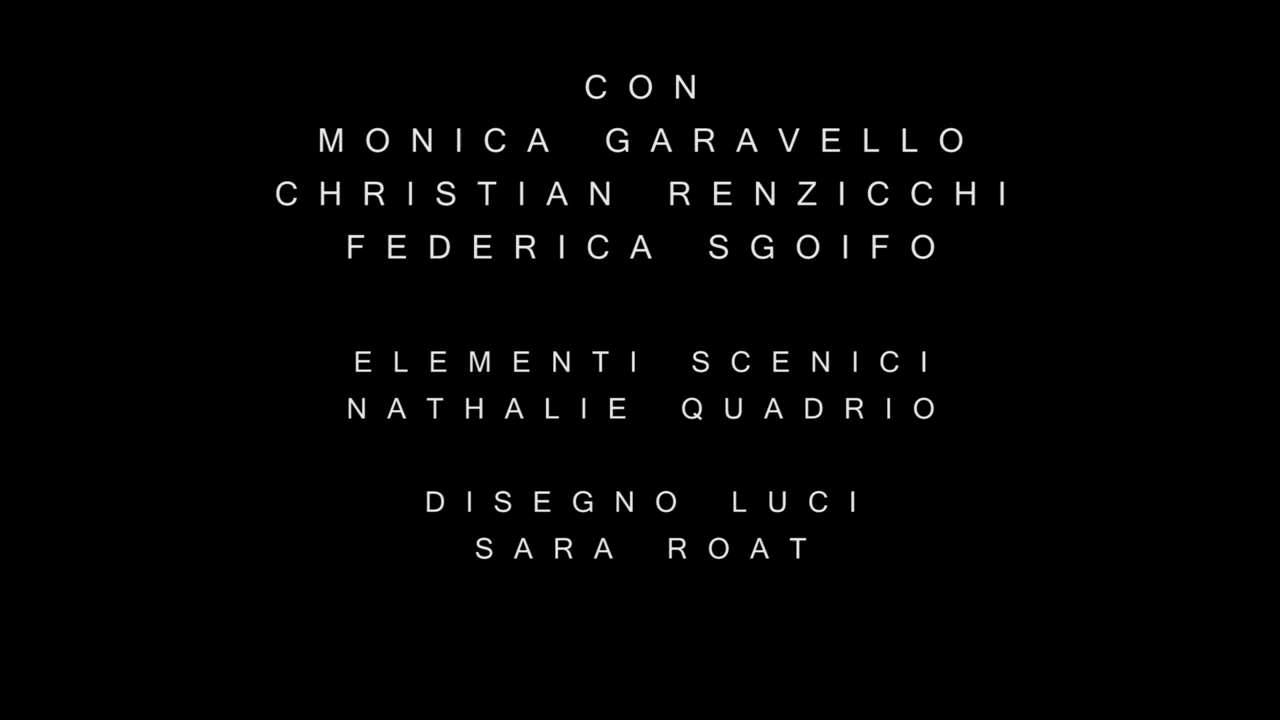 CON
MONICA GARAVELLO
CHRISTIAN RENZICCHI
FEDERICA SGOIFO
ELEMENTI SCENICI
NATHALIE QUADRIO
DISEGNO LUCI
SARA ROAT